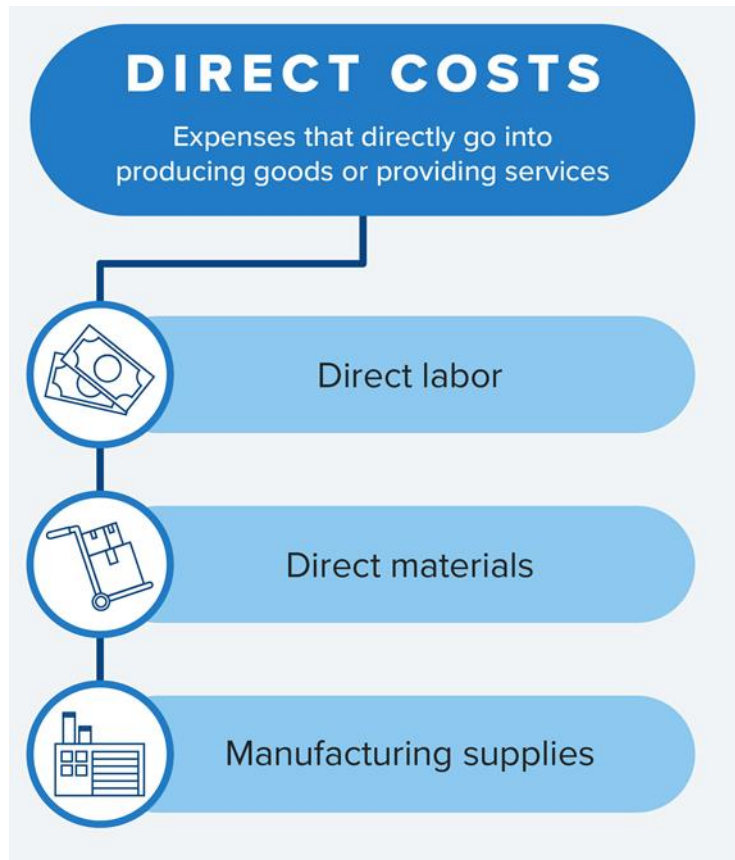 DIRECT COSTS
Expenses that directly go into
producing goods or providing services
Direct labor
Direct materials
Manufacturing supplies